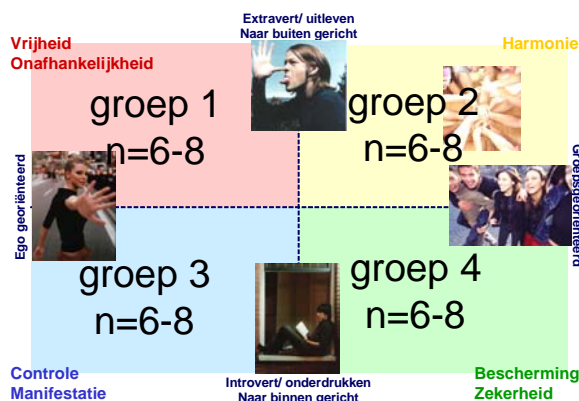 Extravert/ uitleven
Naar buiten gericht
Vrijheid
Onafhankelijkheid
Harmonie
groep 1
n=6-8
groep 2
n=6-8
Ego georiënteerd
Groepsgeoriënteerd
groep 3
n=6-8
groep 4
n=6-8
Controle
Manifestatie
Introvert/ onderdrukken
Naar binnen gericht
Bescherming
Zekerheid